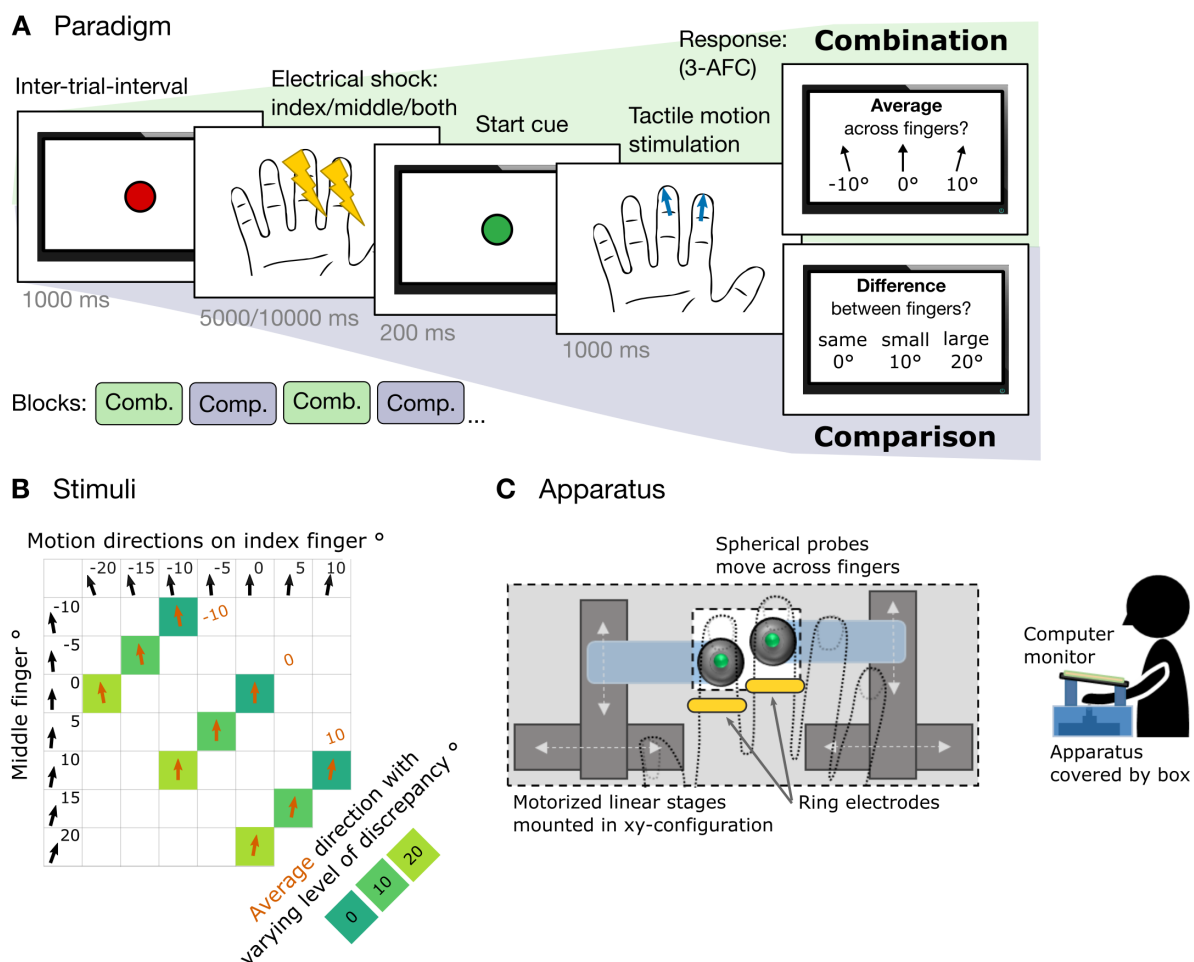 A Paradigm
Inter-trial-interval
1000 ms
Electrical shock:
index/middle/both
5000/10000 ms
Start cue
200 ms
Tactile motion
stimulation
1000 ms
Response:
(3-AFC)
Combination
Average
across fingers?
-10° 0° 10°
Difference
between fingers?
same small large
0° 10° 20°
Comparison
Blocks: Comb. Comp. Comb. Comp. ...
B Stimuli
Motion directions on index finger °
-20 -15 -10 -5 0 5 10
Middle finger °
-10
-5
0
5
10
15
20
-10
0
10
Average direction with
varying level of discrepancy °
0 10 20
C Apparatus
Spherical probes
move across fingers
Motorized linear stages
mounted in xy-configuration
Ring electrodes
Computer
monitor
Apparatus
covered by box